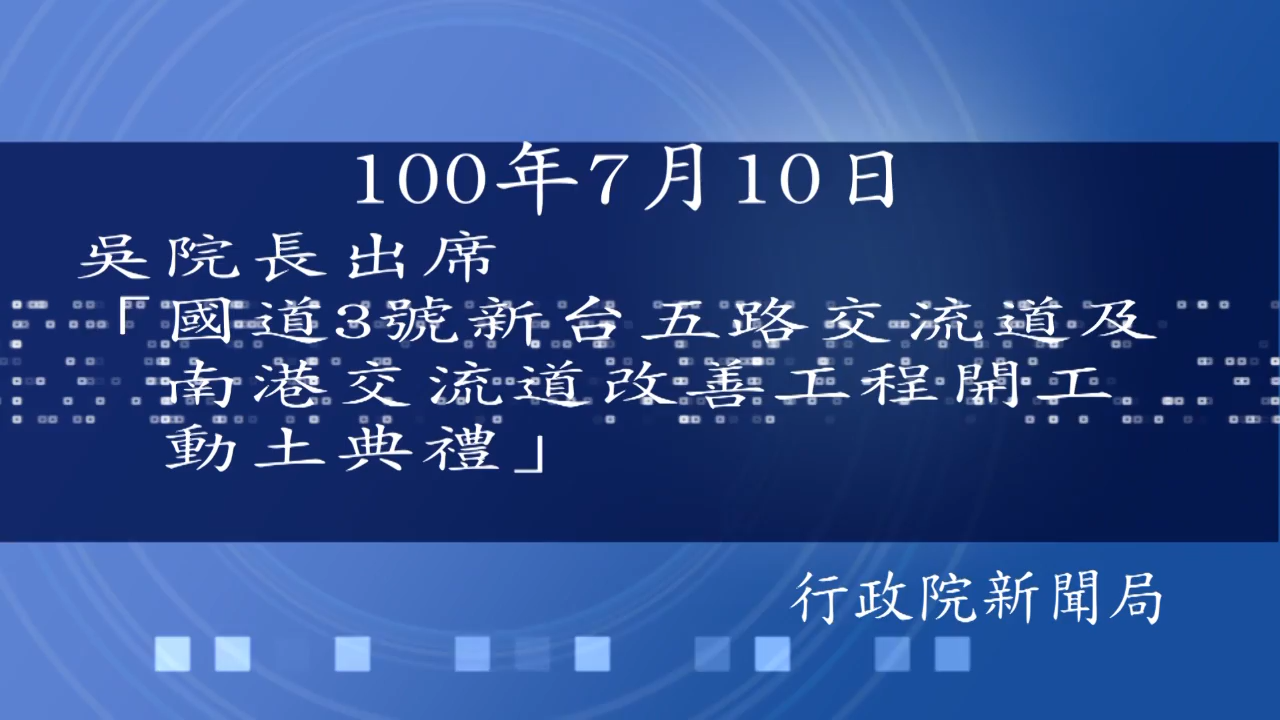 100年7月10日
吳院長出席
「國道3號新台五路交流道及
南港交流道改善工程開工
動土典禮」
行政院新聞局